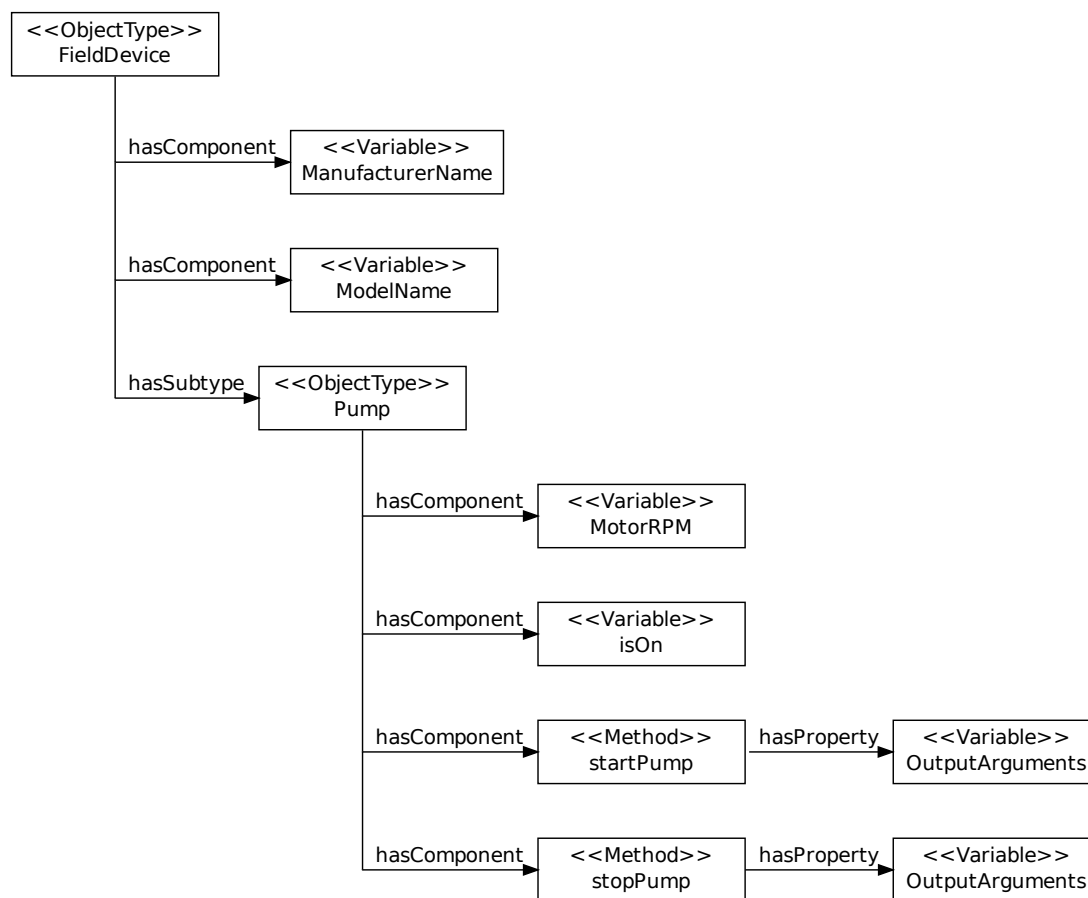 <<ObjectType>>
FieldDevice
hasComponent
<<Variable>>
ManufacturerName
hasComponent
<<Variable>>
ModelName
hasSubtype
<<ObjectType>>
Pump
hasComponent
<<Variable>>
MotorRPM
hasComponent
<<Variable>>
isOn
hasComponent
<<Method>>
startPump
hasProperty
<<Variable>>
OutputArguments
hasComponent
<<Method>>
stopPump
hasProperty
<<Variable>>
OutputArguments